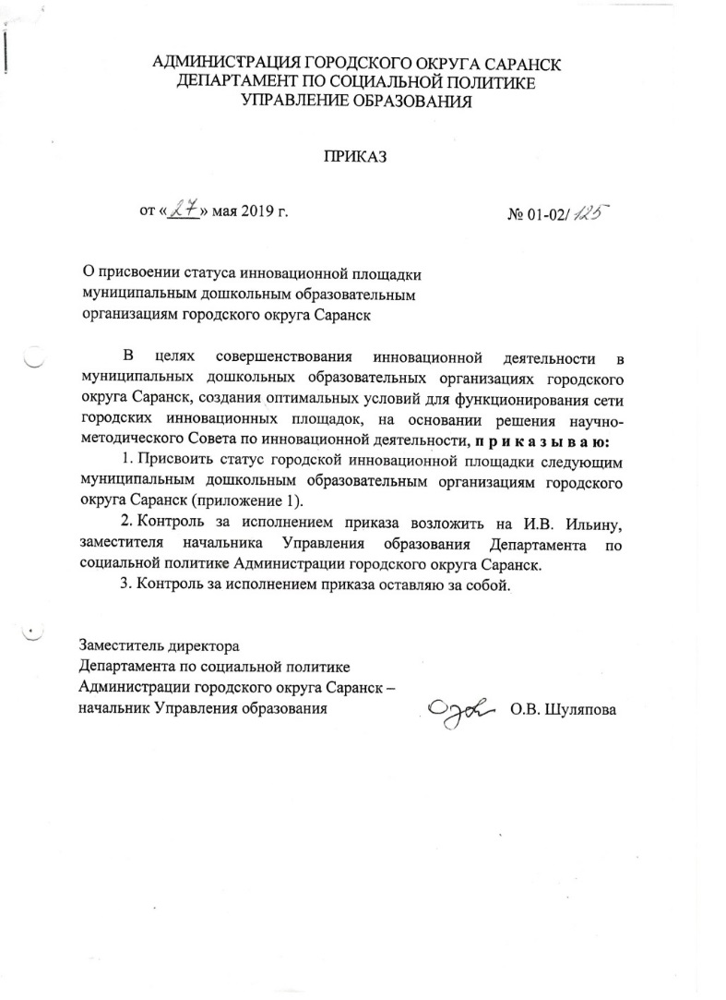 АДМИНИСТРАЦИЯ ГОРОДСКОГО ОКРУГА САРАНСК
ДЕПАРТАМЕНТ ПО СОЦИАЛЬНОЙ ПОЛИТИКЕ
УПРАВЛЕНИЕ ОБРАЗОВАНИЯ
ПРИКАЗ
от «27» мая 2019 г. № 01-02/125
О присвоении статуса инновационной площадки
муниципальным дошкольным образовательным
организациям городского округа Саранск
В целях совершенствования инновационной деятельности в
муниципальных дошкольных образовательных организациях городского
округа Саранск, создания оптимальных условий для функционирования сети
городских инновационных площадок, на основании решения научно-
методического Совета по инновационной деятельности, п р и к а з ы в а ю:
1. Присвоить статус городской инновационной площадки следующим
муниципальным дошкольным образовательным организациям городского
округа Саранск (приложение 1).
2. Контроль за исполнением приказа возложить на И.В. Ильину,
заместителя начальника Управления образования Департамента по
социальной политике Администрации городского округа Саранск.
3. Контроль за исполнением приказа оставляю за собой.
Заместитель директора
Департамента по социальной политике
Администрации городского округа Саранск –
начальник Управления образования О.В. Шуляпова